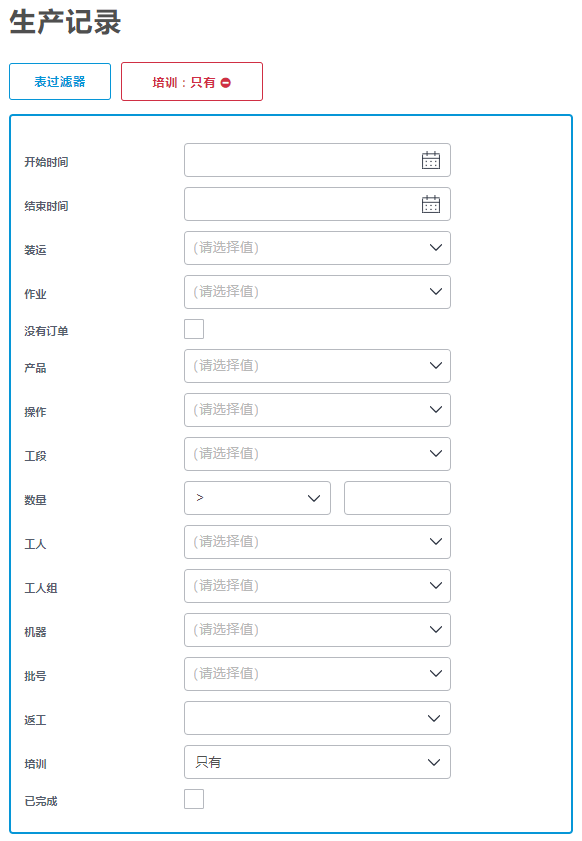 生产记录
表过滤器
培训：只有
开始时间
结束时间
装运 (请选择值)
作业 (请选择值)
没有订单
产品 (请选择值)
操作 (请选择值)
工段 (请选择值)
数量 >
工人 (请选择值)
工人组 (请选择值)
机器 (请选择值)
批号 (请选择值)
返工
培训 只有
已完成